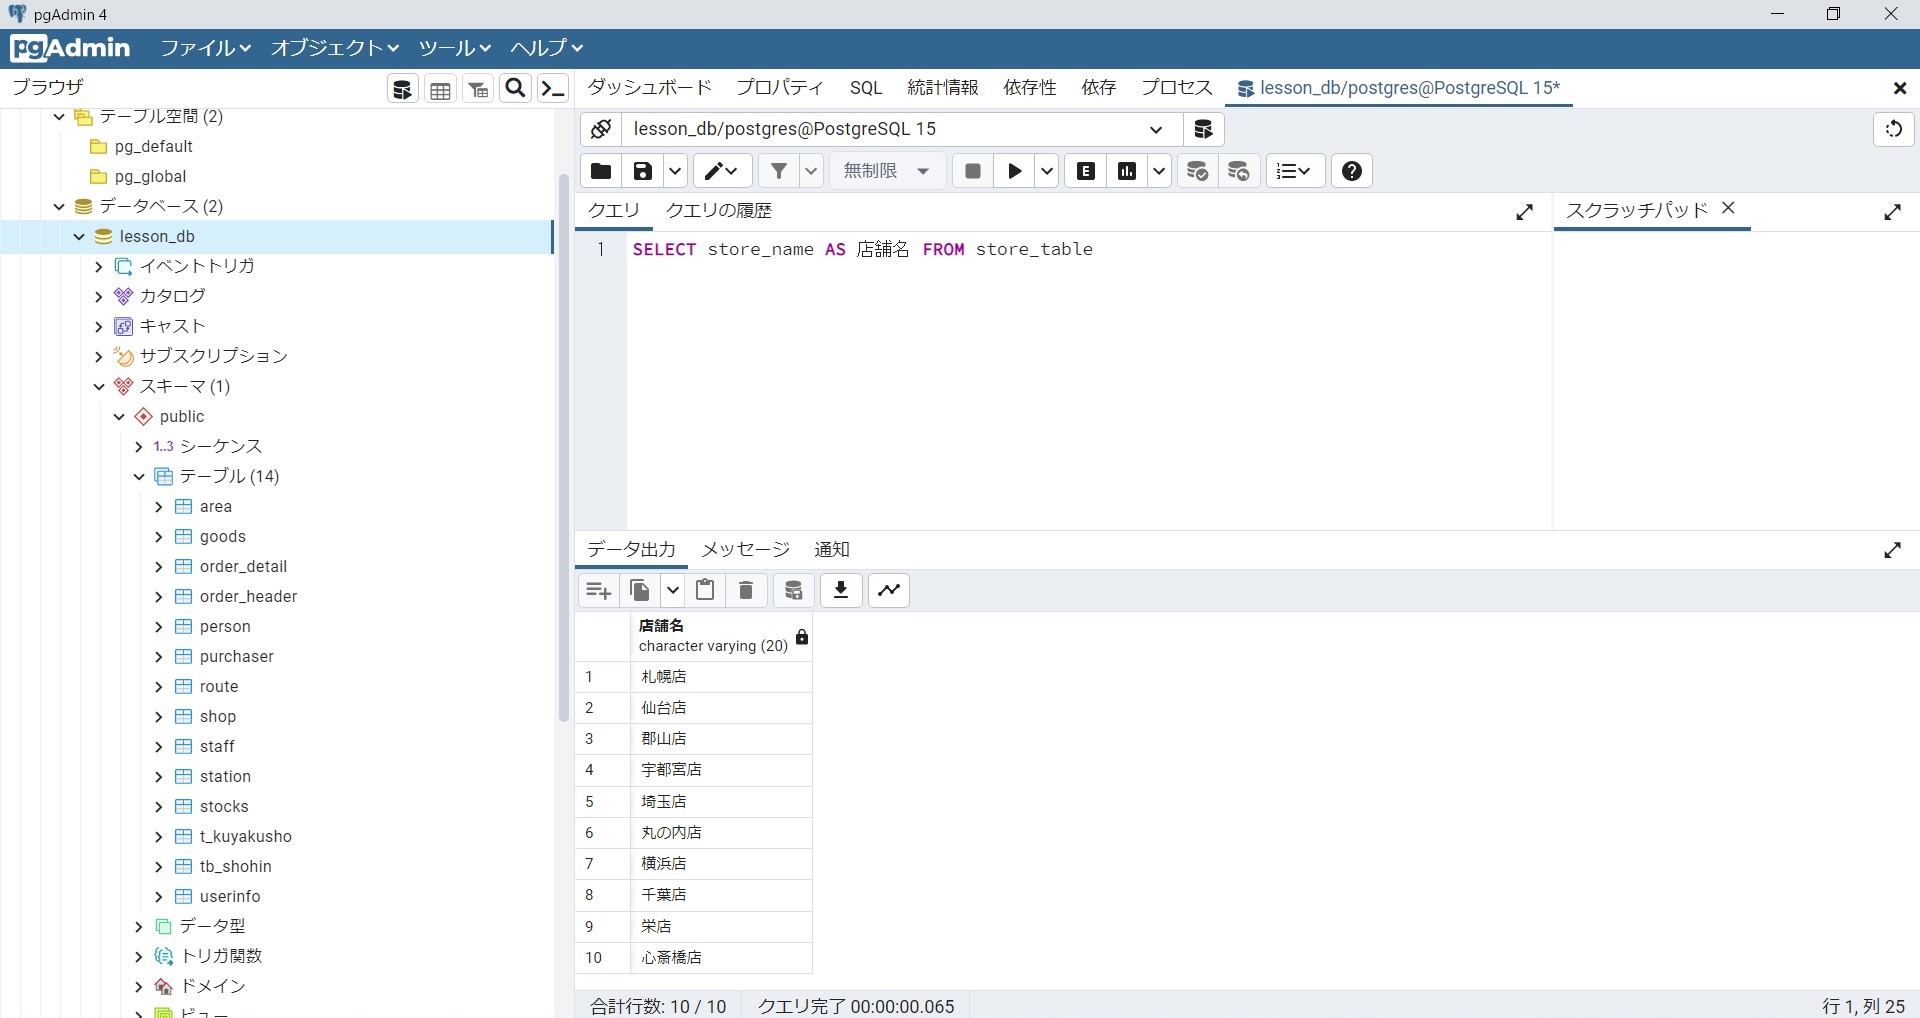 pgAdmin 4
pgAdmin ファイル オブジェクト ツール ヘルプ
ブラウザ
テーブル空間 (2)
pg_default
pg_global
データベース (2)
lesson_db
イベントトリガ
カタログ
キャスト
サブスクリプション
スキーマ (1)
public
1..3 シーケンス
テーブル (14)
area
goods
order_detail
order_header
person
purchaser
route
shop
staff
station
stocks
t_kuyakusho
tb_shohin
userinfo
データ型
トリガ関数
ドメイン
ビュー
ダッシュボード プロパティ SQL 統計情報 依存性 依存 プロセス lesson_db/postgres@PostgreSQL 15*
lesson_db/postgres@PostgreSQL 15
無制限 E
クエリ クエリの履歴 スクラッチパッド
1 SELECT store_name AS 店舗名 FROM store_table
データ出力 メッセージ 通知
店舗名
character varying (20)
1 札幌店
2 仙台店
3 郡山店
4 宇都宮店
5 埼玉店
6 丸の内店
7 横浜店
8 千葉店
9 栄店
10 心斎橋店
合計行数: 10 / 10 クエリ完了 00:00:00.065 行 1, 列 25